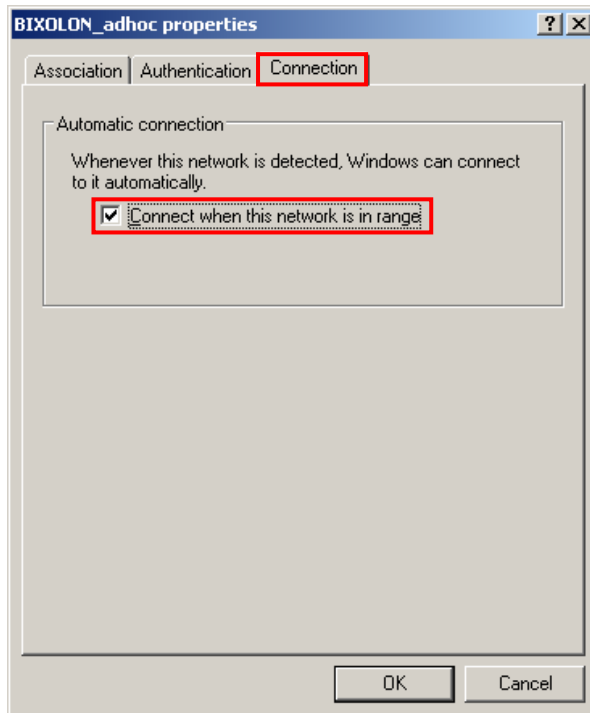 BIXOLON_adhoc properties
Association Authentication Connection
Automatic connection
Whenever this network is detected, Windows can connect
to it automatically.
Connect when this network is in range
OK Cancel